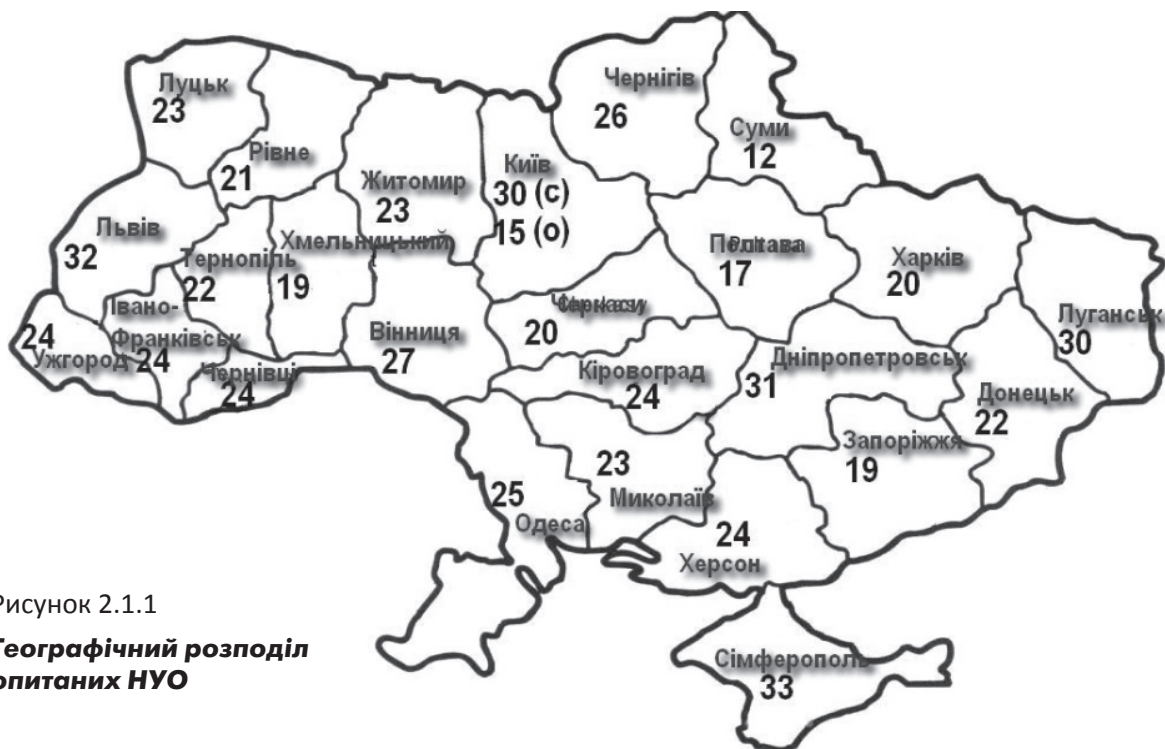 Луцьк
23
Рівне
21
Львів
32
Тернопіль
22
Хмельницький
19
Житомир
23
Київ
30 (с)
15 (о)
Чернігів
26
Суми
12
Полтава
17
Харків
20
Луганськ
30
Івано-
Франківськ
24
24
Ужгород
Чернівці
24
Вінниця
27
Черкаси
20
Кіровоград
24
Дніпропетровськ
31
Донецьк
22
Запоріжжя
19
23
Миколаїв
25
Одеса
24
Херсон
Сімферополь
33
Рисунок 2.1.1
Географічний розподіл
опитаних НУО